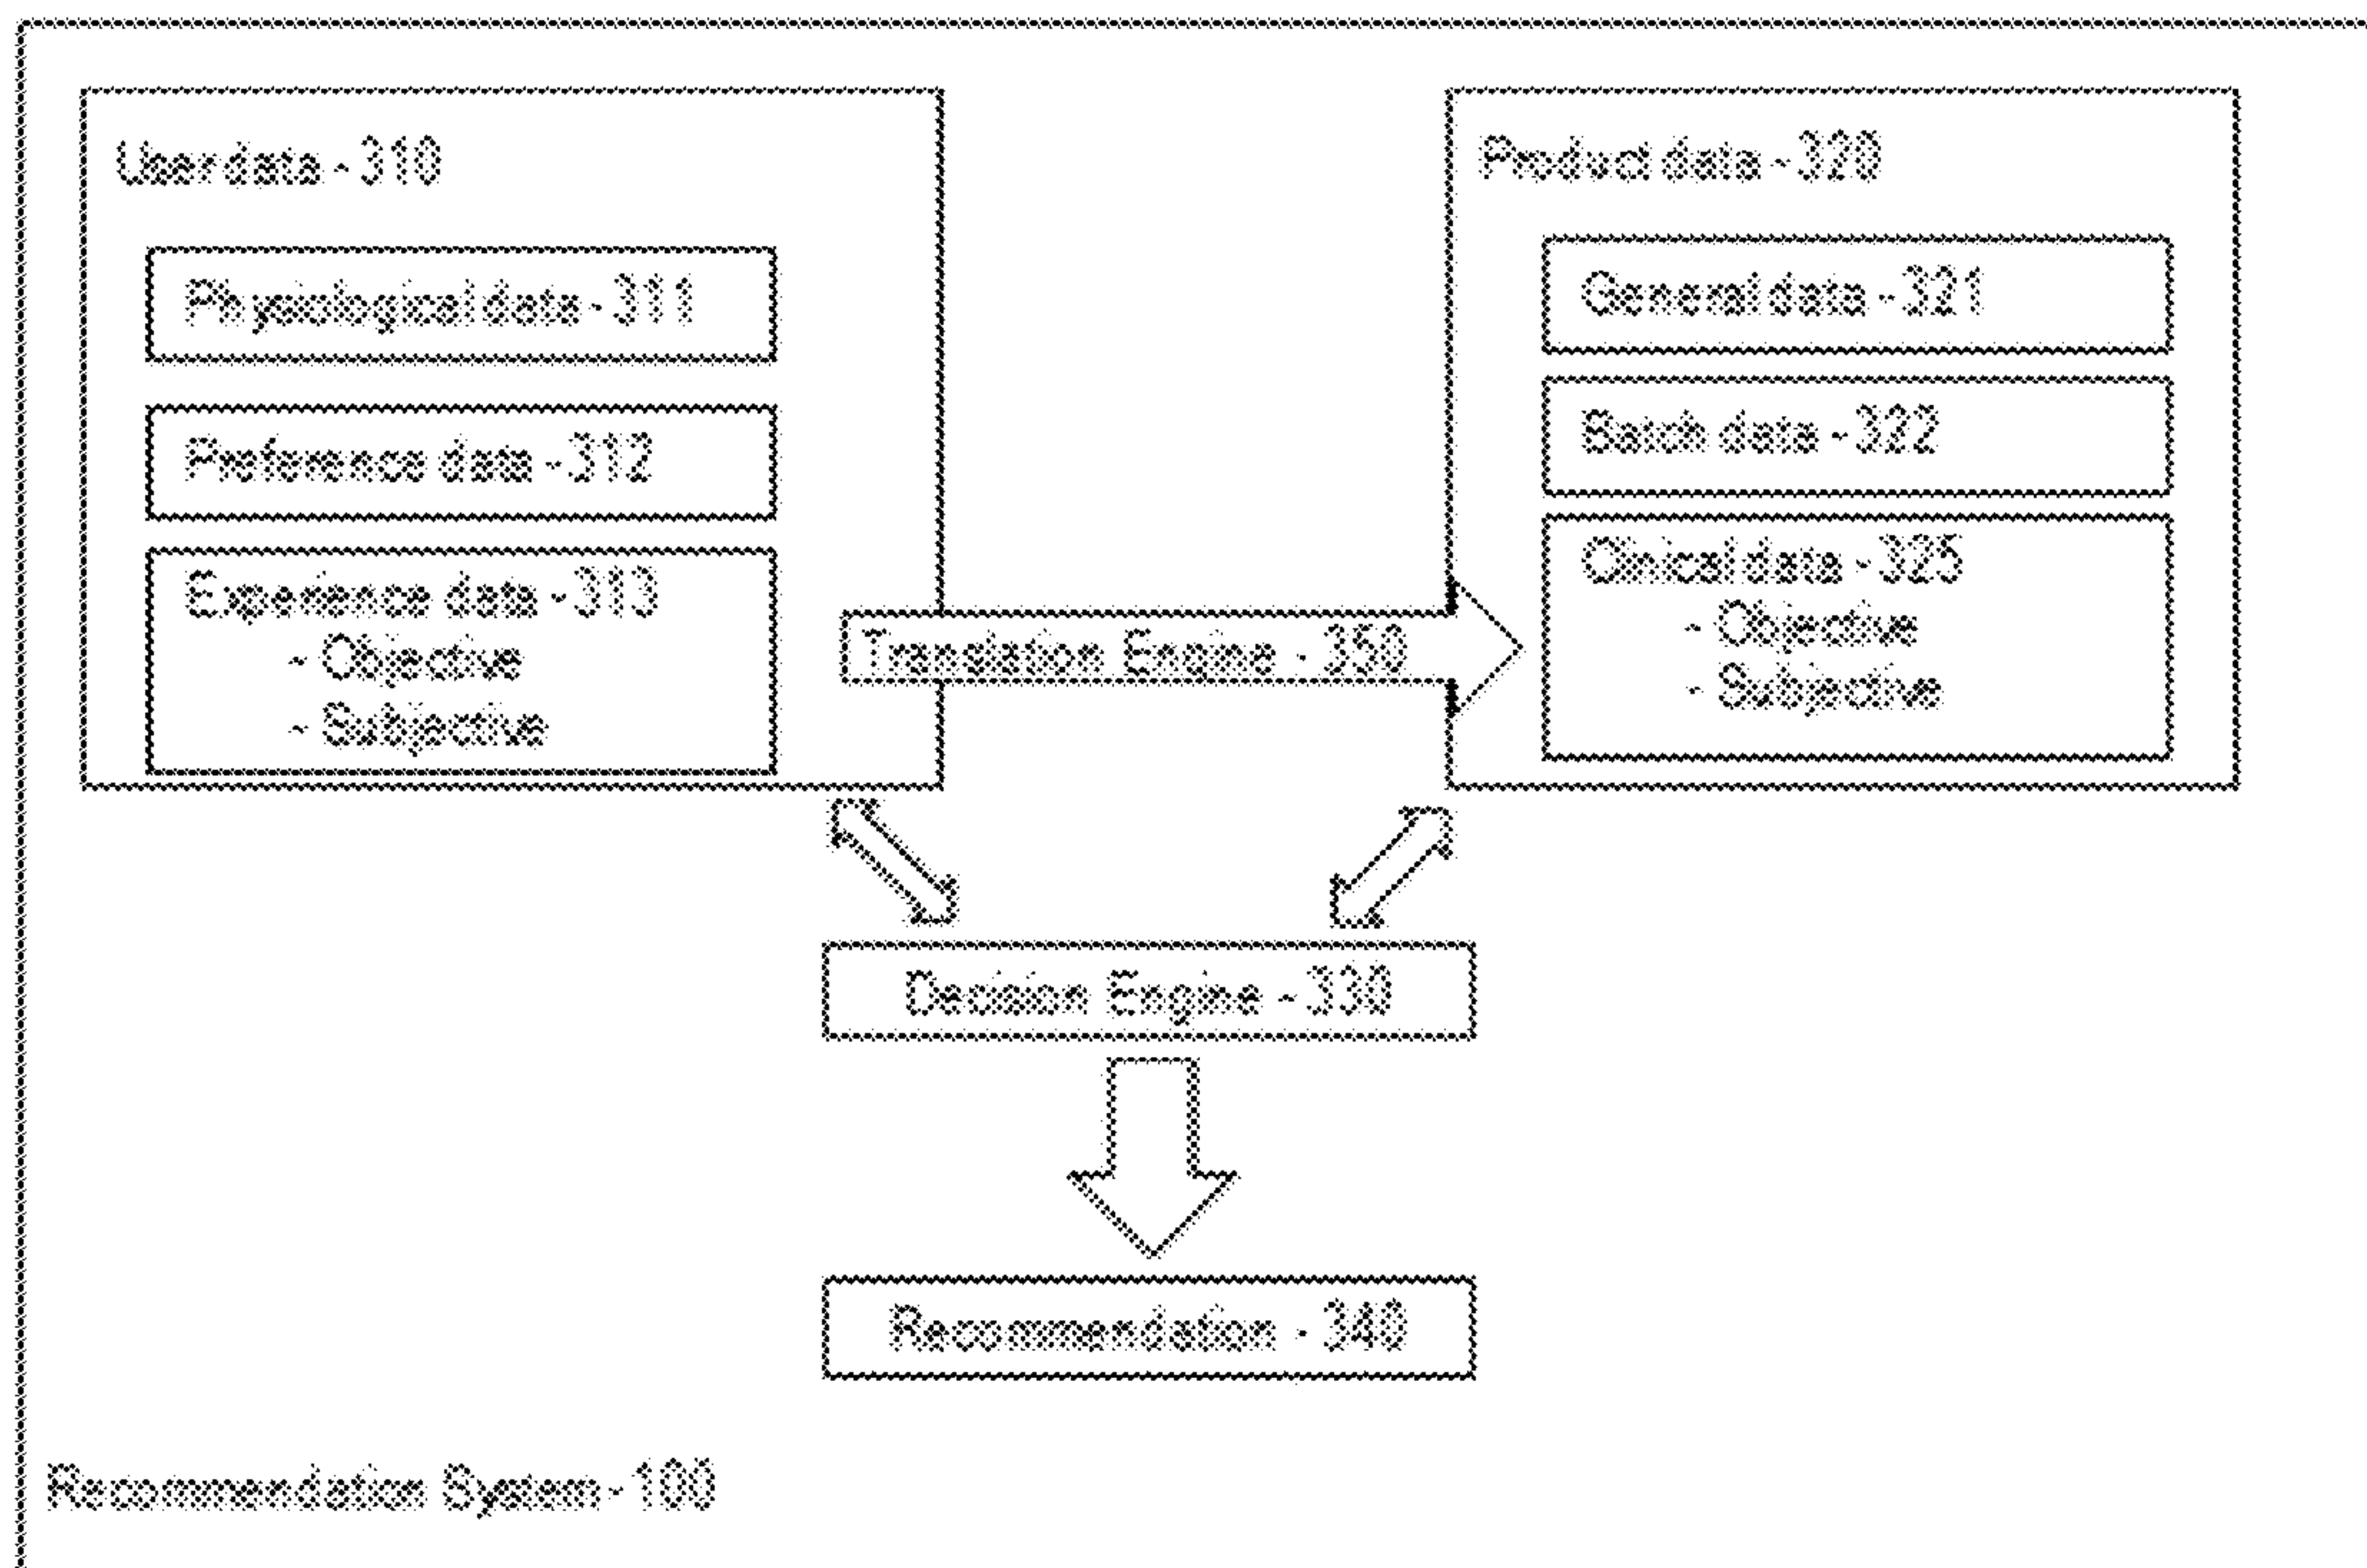 User data - 310
Physiological data - 311
Preference data - 312
Experience data - 313
- Objective
- Subjective
Translation Engine - 350
Product data - 320
General data - 321
Batch data - 322
Clinical data - 325
- Objective
- Subjective
Decision Engine - 330
Recommendation - 340
Recommendation System - 100